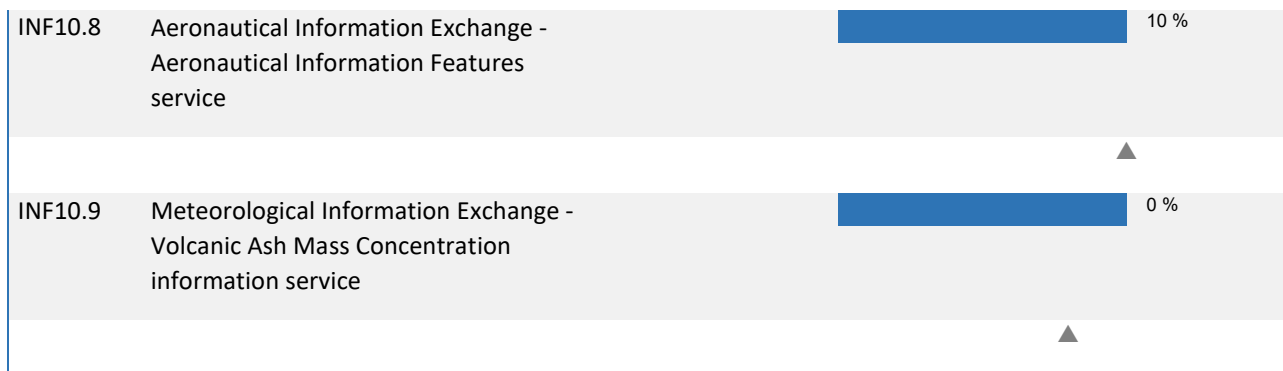 INF10.8 Aeronautical Information Exchange - 10 %
Aeronautical Information Features
service
INF10.9 Meteorological Information Exchange - 0 %
Volcanic Ash Mass Concentration
information service